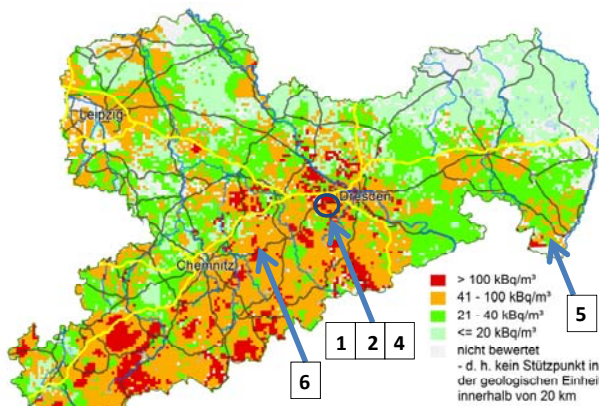 Leipzig
Dresden
Chemnitz
1 2 4
5
6
> 100 kBq/m³
41 - 100 kBq/m³
21 - 40 kBq/m³
<= 20 kBq/m³
nicht bewertet
- d. h. kein Stützpunkt in
der geologischen Einheit
innerhalb von 20 km